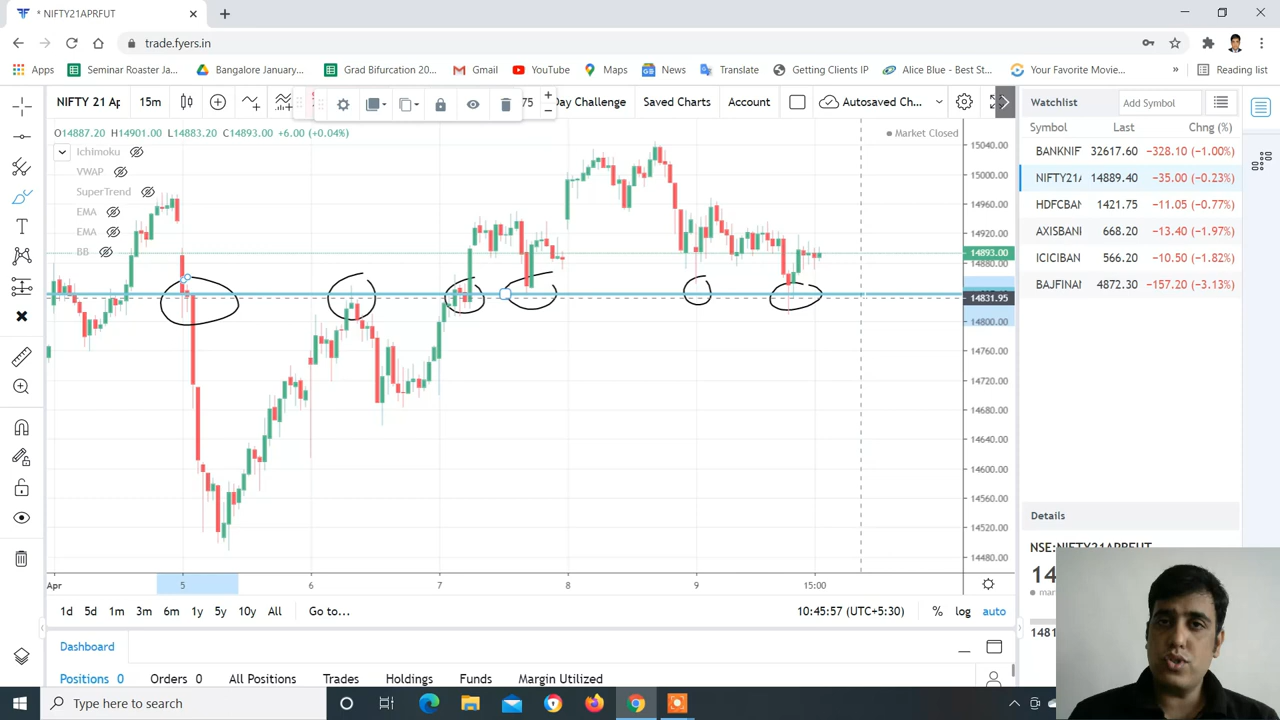 * NIFTY21APRFUT
trade.fyers.in
Apps
Seminar Roaster Ja...
Bangalore January...
Grad Bifurcation 20...
Gmail
YouTube
Maps
News
Translate
Getting Clients IP
Alice Blue - Best St...
Your Favorite Movie...
»
Reading list
NIFTY 21 Ap
15m
75
Day Challenge
Saved Charts
Account
Autosaved Ch...
Watchlist
Add Symbol
O14887.20 H14901.00 L14883.20 C14893.00 +6.00 (+0.04%)
Market Closed
Symbol Last Chng (%)
Ichimoku
VWAP
SuperTrend
EMA
EMA
BB
BANKNIF 32617.60 −328.10 (−1.00%)
NIFTY21A 14889.40 −35.00 (−0.23%)
HDFCBAN 1421.75 −11.05 (−0.77%)
AXISBANI 668.20 −13.40 (−1.97%)
ICICIBAN 566.20 −10.50 (−1.82%)
BAJFINAI 4872.30 −157.20 (−3.13%)
15040.00
15000.00
14960.00
14920.00
14893.00
14880.00
14831.95
14800.00
14760.00
14720.00
14680.00
14640.00
14600.00
14560.00
14520.00
14480.00
Apr 5 6 7 8 9 15:00
Details
NSE:NIFTY21APRFUT
1d 5d 1m 3m 6m 1y 5y 10y All Go to...
10:45:57 (UTC+5:30) % log auto
Dashboard
Positions 0 Orders 0 All Positions Trades Holdings Funds Margin Utilized
Type here to search